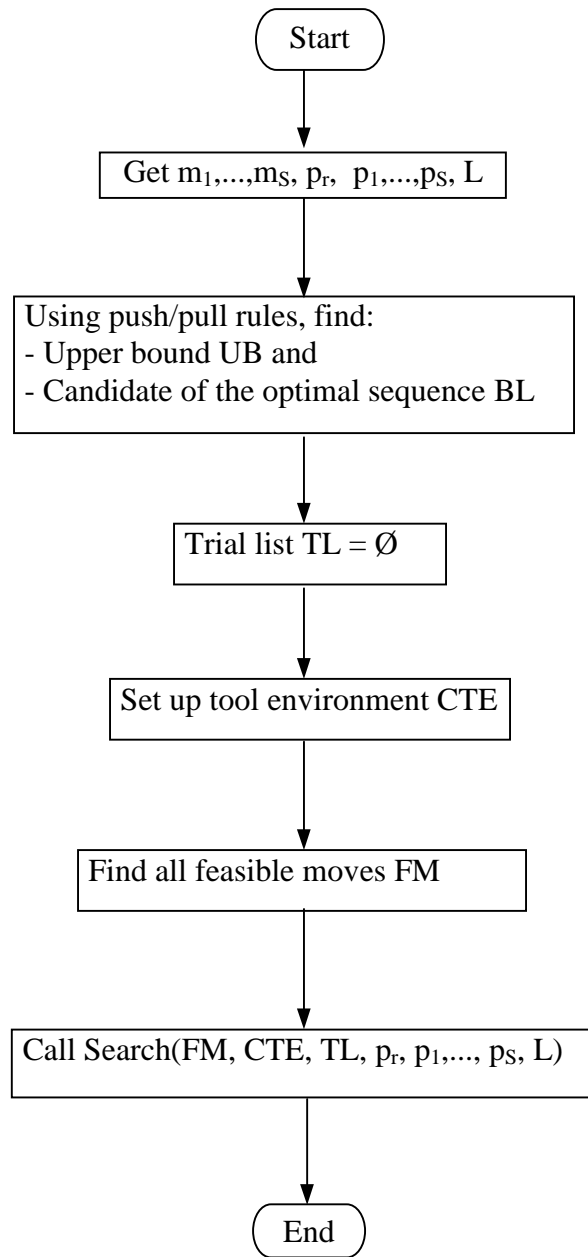 Start
Get m₁,...,mₛ, pᵣ, p₁,...,pₛ, L
Using push/pull rules, find:
- Upper bound UB and
- Candidate of the optimal sequence BL
Trial list TL = Ø
Set up tool environment CTE
Find all feasible moves FM
Call Search(FM, CTE, TL, pᵣ, p₁,..., pₛ, L)
End